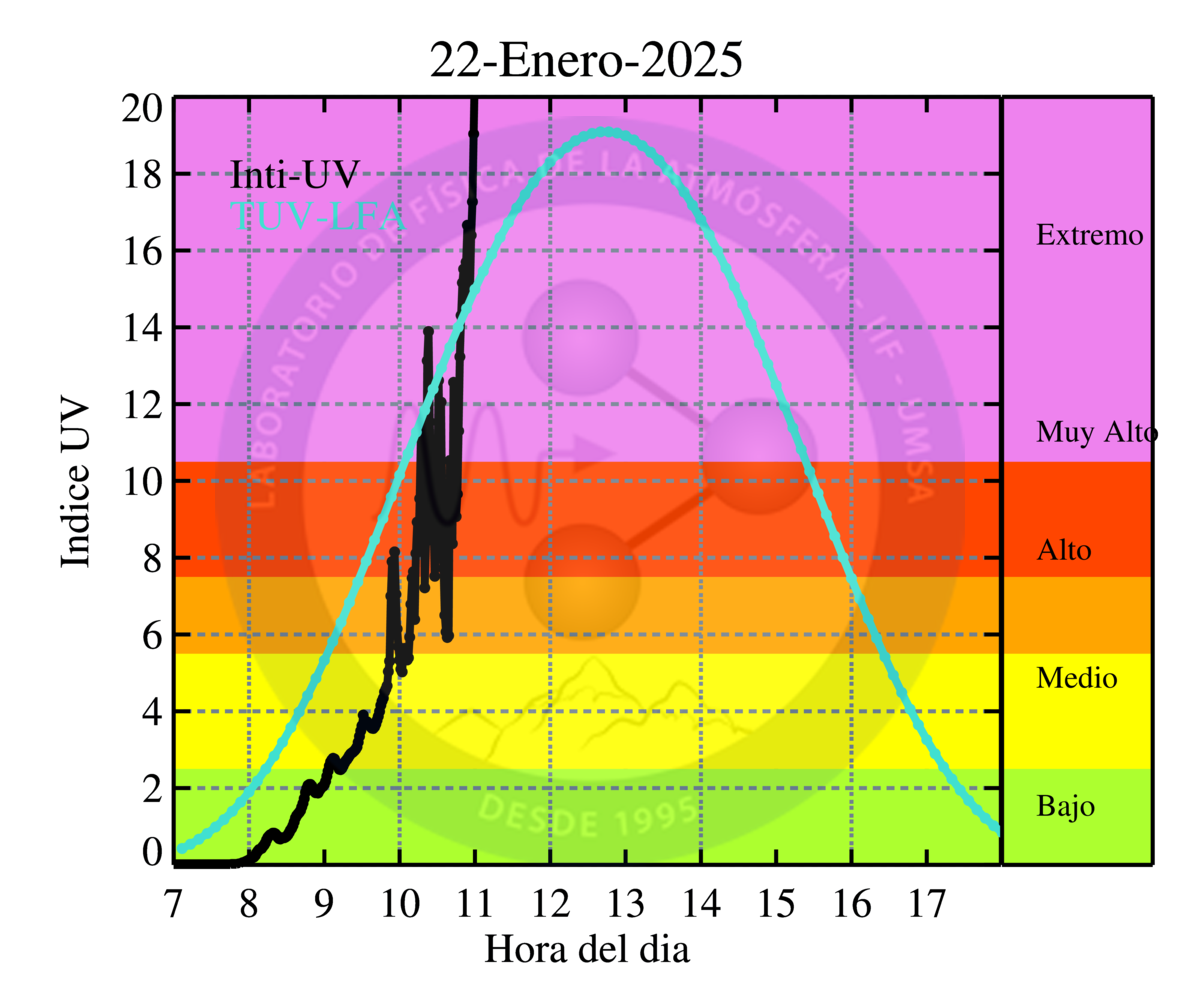 22-Enero-2025
Inti-UV
TUV-LFA
LABORATORIO DE FÍSICA DE LA ATMÓSFERA - IIF - UMSA
DESDE 1995
Indice UV
20
18
16
14
12
10
8
6
4
2
0
Extremo
Muy Alto
Alto
Medio
Bajo
7 8 9 10 11 12 13 14 15 16 17
Hora del dia